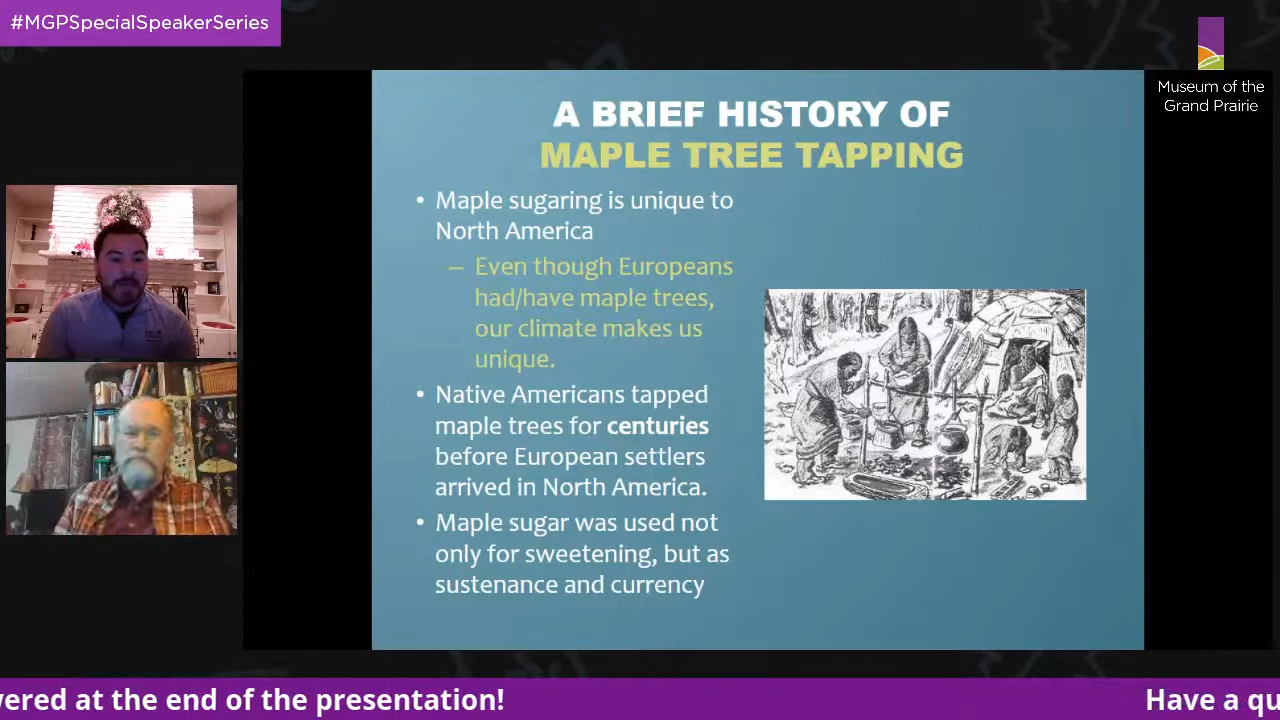 #MGPSpecialSpeakerSeries
Museum of the
Grand Prairie
A BRIEF HISTORY OF
MAPLE TREE TAPPING
• Maple sugaring is unique to
North America
– Even though Europeans
had/have maple trees,
our climate makes us
unique.
• Native Americans tapped
maple trees for centuries
before European settlers
arrived in North America.
• Maple sugar was used not
only for sweetening, but as
sustenance and currency
wered at the end of the presentation! Have a qu